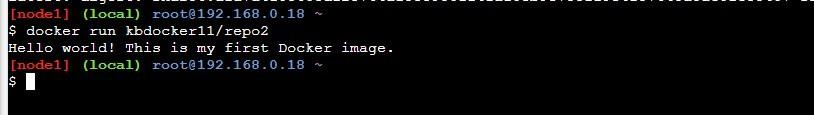 [node1] (local) root@192.168.0.18 ~
$ docker run kbdocker11/repo2
Hello world! This is my first Docker image.
[node1] (local) root@192.168.0.18 ~
$